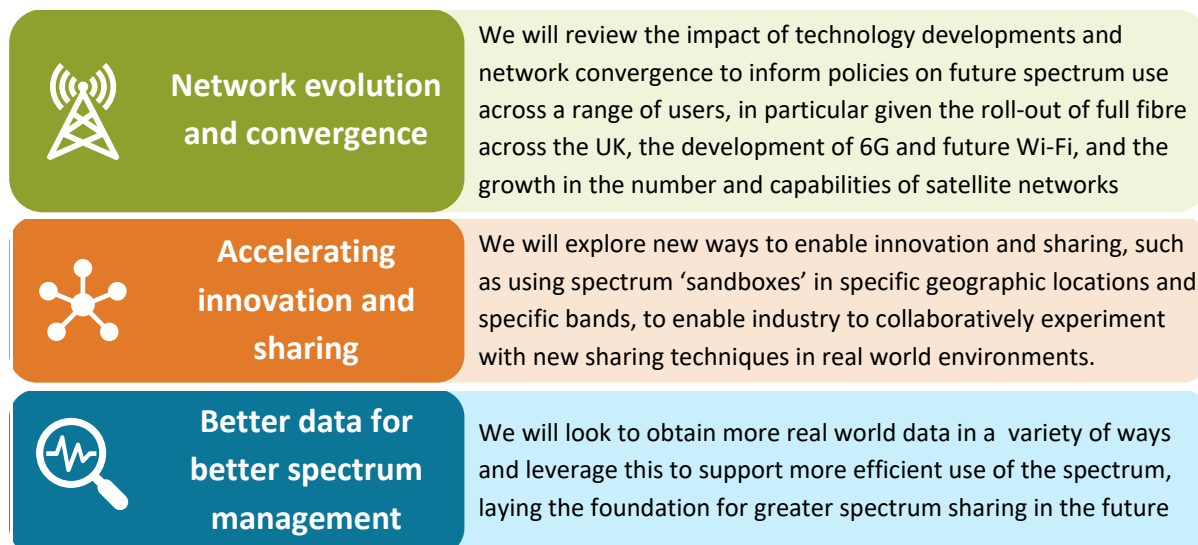 Network evolution
and convergence
We will review the impact of technology developments and
network convergence to inform policies on future spectrum use
across a range of users, in particular given the roll-out of full fibre
across the UK, the development of 6G and future Wi-Fi, and the
growth in the number and capabilities of satellite networks
Accelerating
innovation and
sharing
We will explore new ways to enable innovation and sharing, such
as using spectrum ‘sandboxes’ in specific geographic locations and
specific bands, to enable industry to collaboratively experiment
with new sharing techniques in real world environments.
Better data for
better spectrum
management
We will look to obtain more real world data in a  variety of ways
and leverage this to support more efficient use of the spectrum,
laying the foundation for greater spectrum sharing in the future